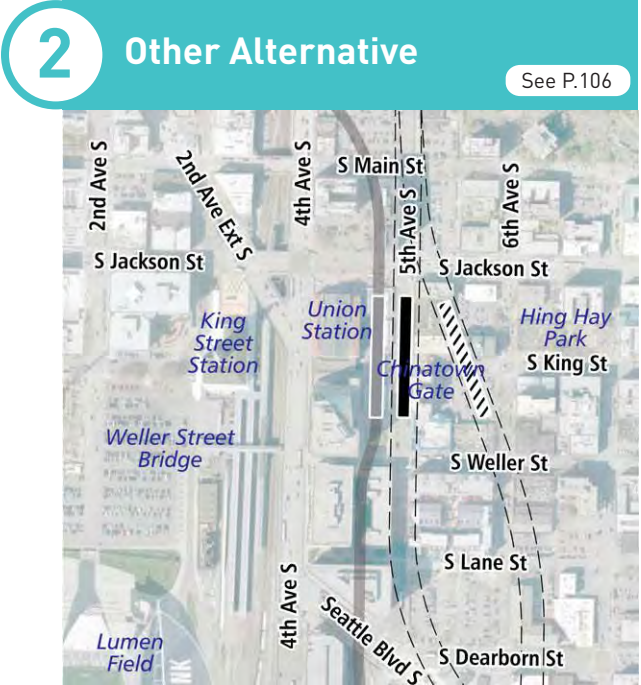 2
Other Alternative
See P.106
2nd Ave S
2nd Ave Ext S
4th Ave S
S Main St
5th Ave S
6th Ave S
S Jackson St
S Jackson St
King
Street
Station
Union
Station
Hing Hay
Park
S King St
Chinatown
Gate
Weller Street
Bridge
S Weller St
S Lane St
4th Ave S
Seattle Blvd S
S Dearborn St
Lumen
Field
NK